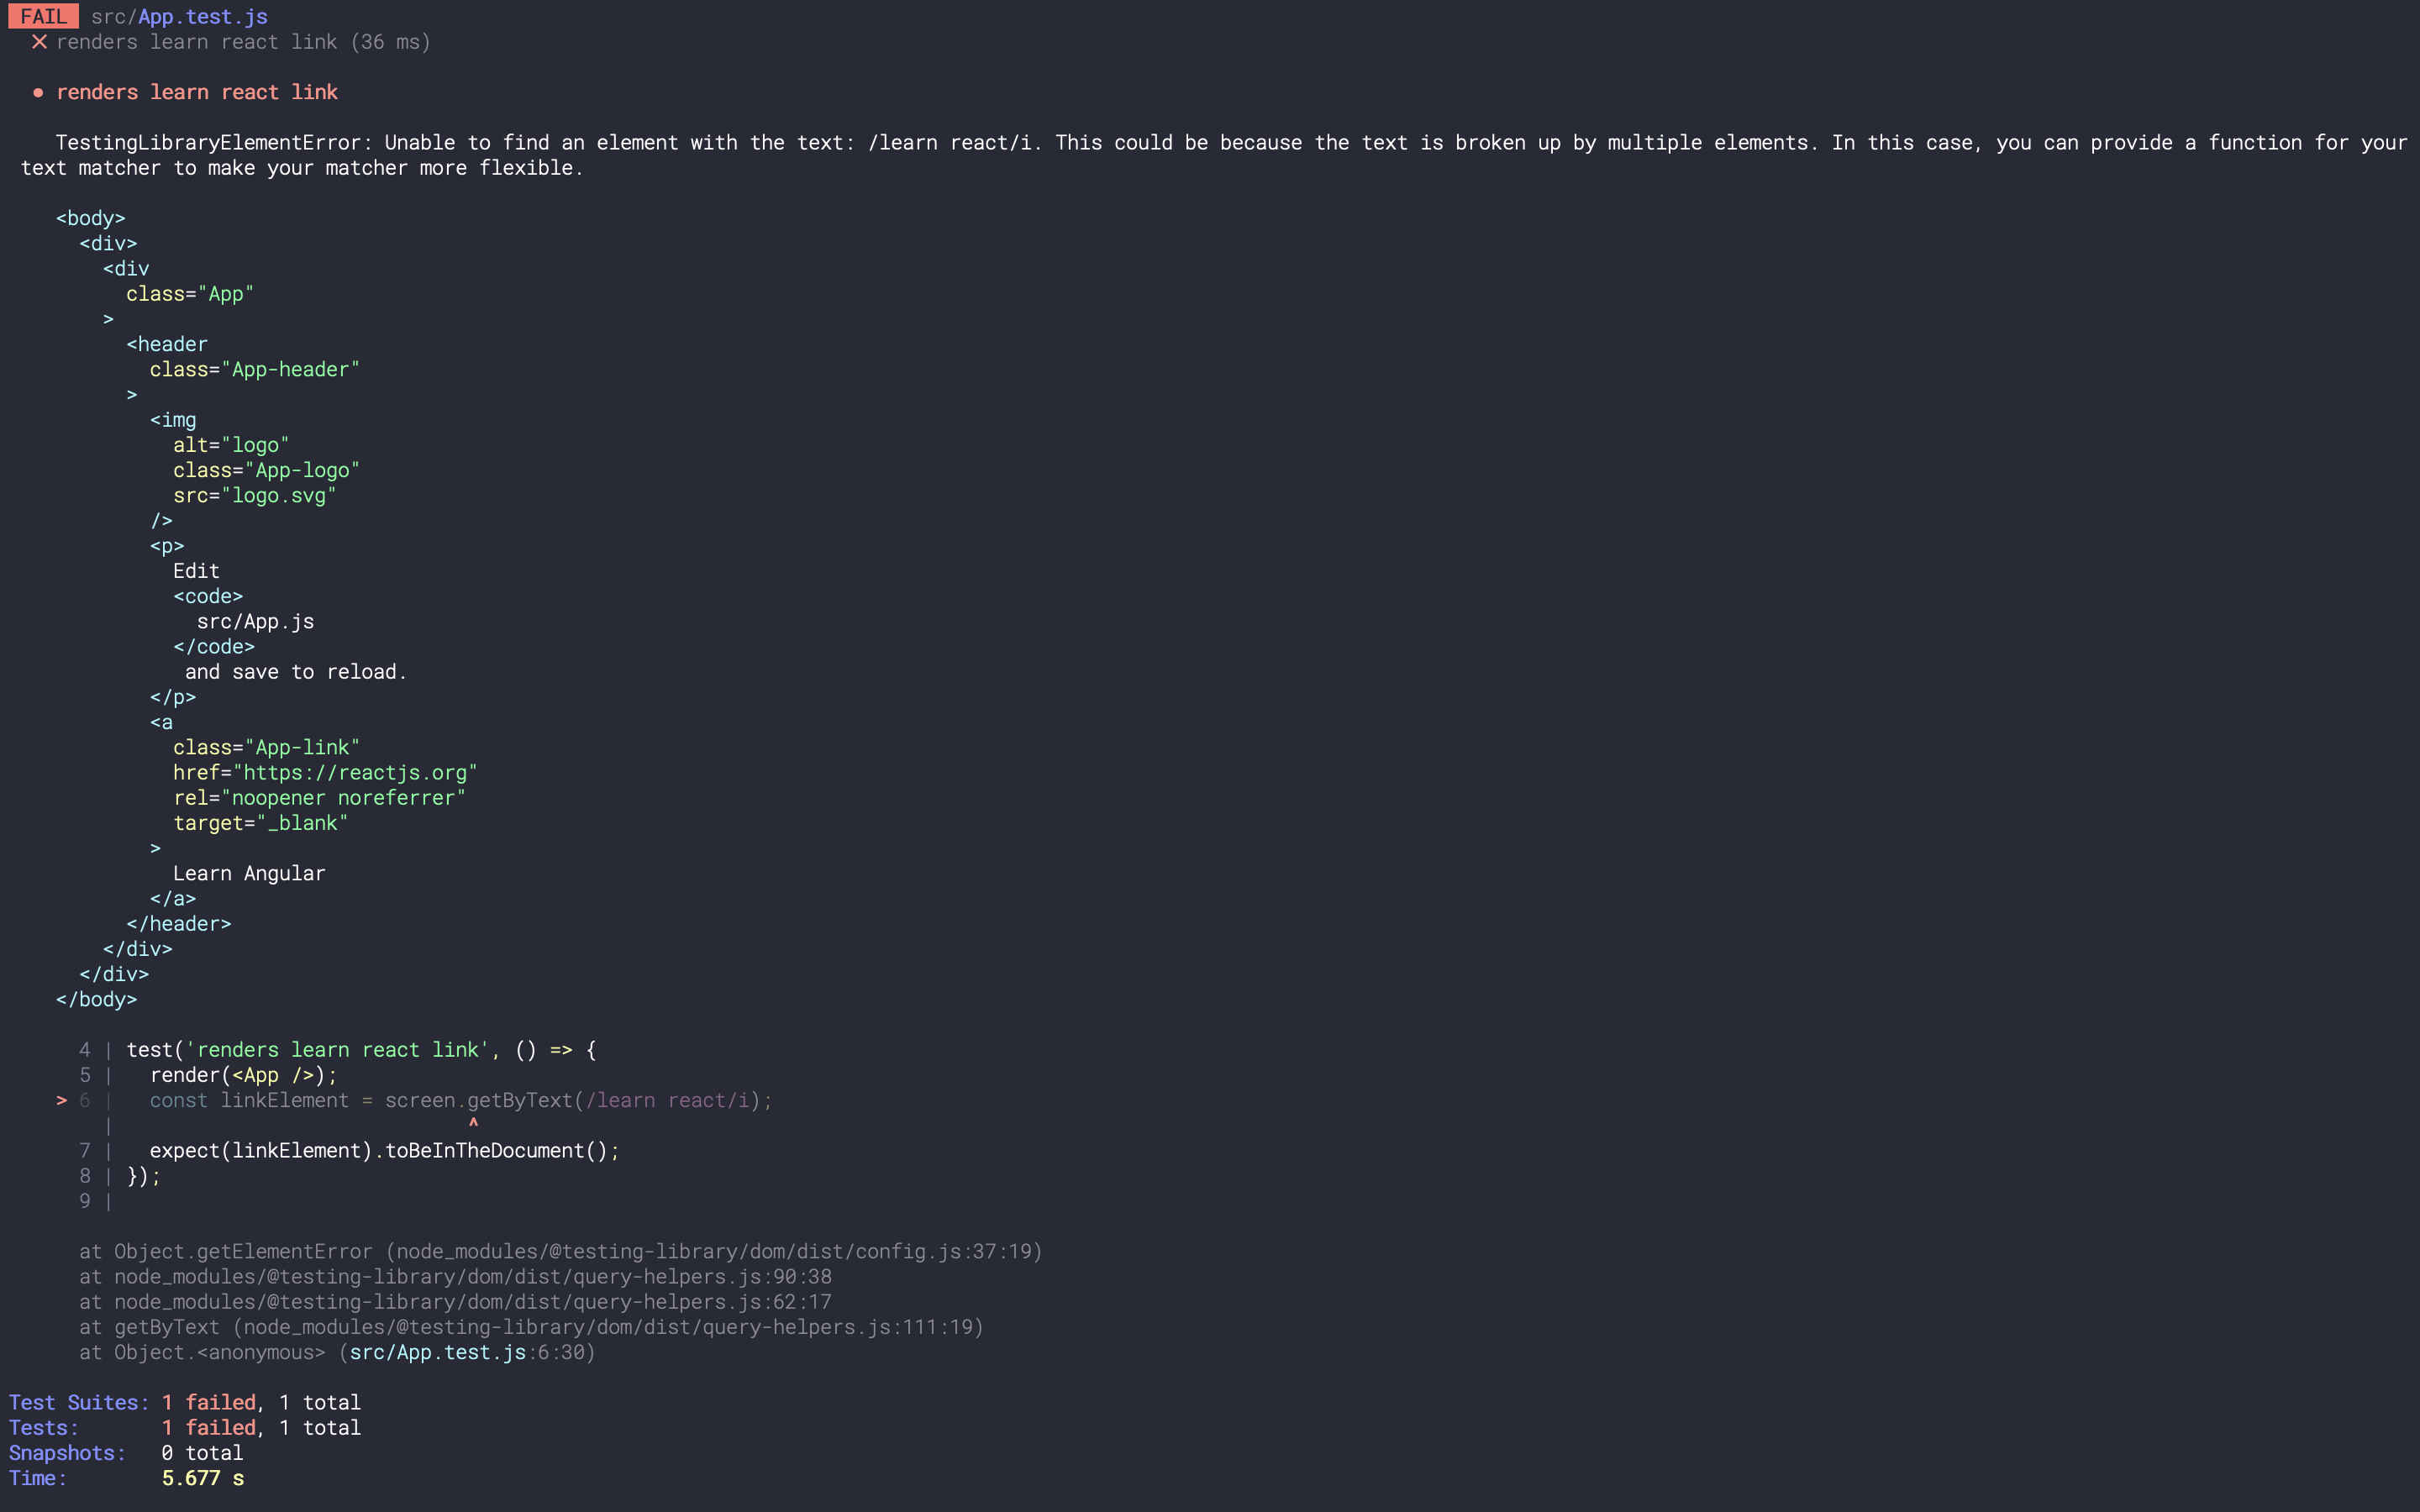 FAIL src/App.test.js
✕ renders learn react link (36 ms)
● renders learn react link
TestingLibraryElementError: Unable to find an element with the text: /learn react/i. This could be because the text is broken up by multiple elements. In this case, you can provide a function for your
text matcher to make your matcher more flexible.
<body>
<div>
<div
class="App"
>
<header
class="App-header"
>
<img
alt="logo"
class="App-logo"
src="logo.svg"
/>
<p>
Edit
<code>
src/App.js
</code>
and save to reload.
</p>
<a
class="App-link"
href="https://reactjs.org"
rel="noopener noreferrer"
target="_blank"
>
Learn Angular
</a>
</header>
</div>
</div>
</body>
4 | test('renders learn react link', () => {
5 | render(<App />);
> 6 | const linkElement = screen.getByText(/learn react/i);
| ^
7 | expect(linkElement).toBeInTheDocument();
8 | });
9 |
at Object.getElementError (node_modules/@testing-library/dom/dist/config.js:37:19)
at node_modules/@testing-library/dom/dist/query-helpers.js:90:38
at node_modules/@testing-library/dom/dist/query-helpers.js:62:17
at getByText (node_modules/@testing-library/dom/dist/query-helpers.js:111:19)
at Object.<anonymous> (src/App.test.js:6:30)
Test Suites: 1 failed, 1 total
Tests: 1 failed, 1 total
Snapshots: 0 total
Time: 5.677 s